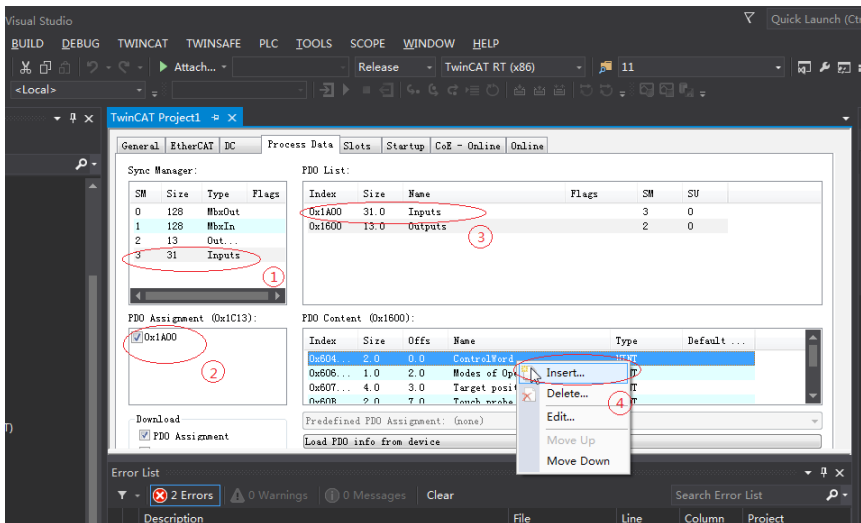 Visual Studio
Quick Launch (Ct
BUILD DEBUG TWINCAT TWINSAFE PLC TOOLS SCOPE WINDOW HELP
Attach... Release TwinCAT RT (x86) 11
<Local>
TwinCAT Project1
General EtherCAT DC Process Data Slots Startup CoE - Online Online
Sync Manager: PDO List:
SM Size Type Flags Index Size Name Flags SM SU
0 128 MbxOut 0x1A00 31.0 Inputs 3 0
1 128 MbxIn 0x1600 13.0 Outputs 2 0
2 13 Out... 3
3 31 Inputs
1
PDO Assignment (0x1C13): PDO Content (0x1600):
0x1A00 Index Size Offs Name Type Default ...
0x604... 2.0 0.0 ControlWord UINT
2 0x606... 1.0 2.0 Modes of Ope Insert...
0x607... 4.0 3.0 Target posit Delete... 4
0x60B... 2.0 7.0 Touch probe
Download Predefined PDO Assignment: (none) Edit...
PDO Assignment Load PDO info from device Move Up
Move Down
T)
Error List
2 Errors 0 Warnings 0 Messages Clear Search Error List
Description File Line Column Project